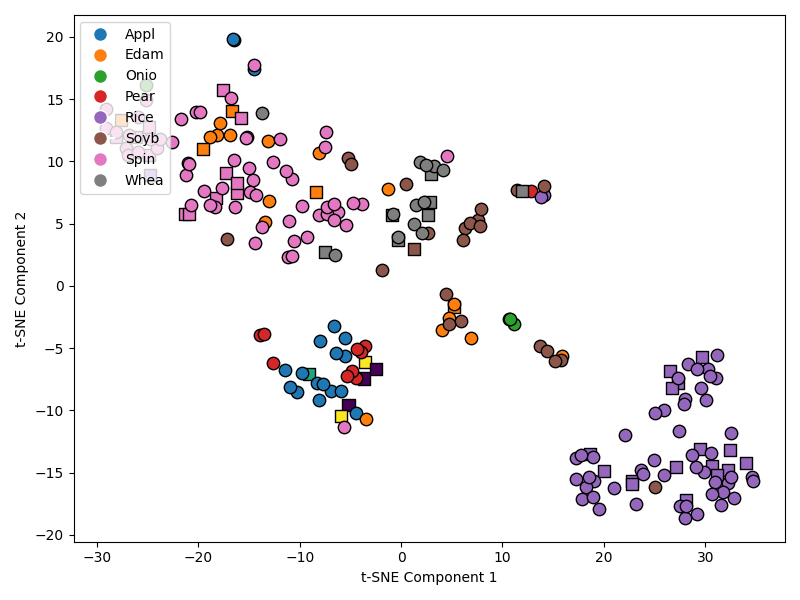 Appl
Edam
Onio
Pear
Rice
Soyb
Spin
Whea
20
15
10
5
0
−5
−10
−15
−20
t-SNE Component 2
−30
−20
−10
0
10
20
30
t-SNE Component 1